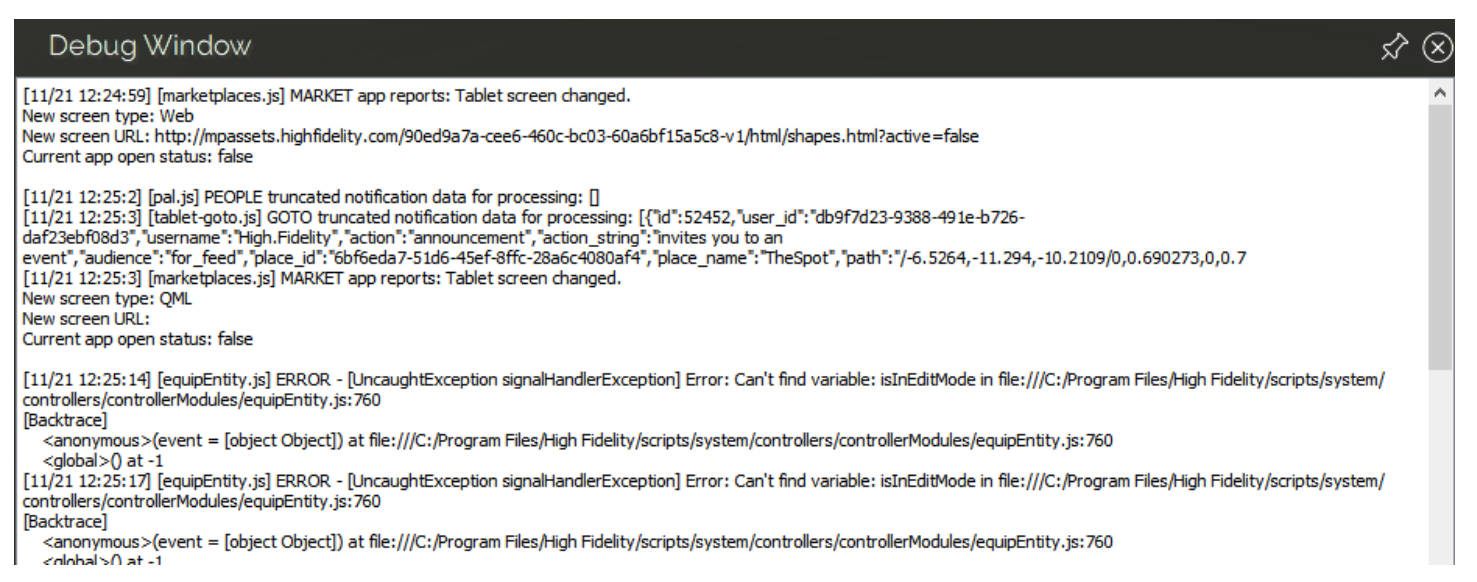 Debug Window
[11/21 12:24:59] [marketplaces.js] MARKET app reports: Tablet screen changed.
New screen type: Web
New screen URL: http://mpassets.highfidelity.com/90ed9a7a-cee6-460c-bc03-60a6bf15a5c8-v1/html/shapes.html?active=false
Current app open status: false
[11/21 12:25:2] [pal.js] PEOPLE truncated notification data for processing: []
[11/21 12:25:3] [tablet-goto.js] GOTO truncated notification data for processing: [{"id":52452,"user_id":"db9f7d23-9388-491e-b726-
daf23ebf08d3","username":"High.Fidelity","action":"announcement","action_string":"invites you to an
event","audience":"for_feed","place_id":"6bf6eda7-51d6-45ef-8ffc-28a6c4080af4","place_name":"TheSpot","path":"/-6.5264,-11.294,-10.2109/0,0.690273,0,0.7
[11/21 12:25:3] [marketplaces.js] MARKET app reports: Tablet screen changed.
New screen type: QML
New screen URL:
Current app open status: false
[11/21 12:25:14] [equipEntity.js] ERROR - [UncaughtException signalHandlerException] Error: Can't find variable: isInEditMode in file:///C:/Program Files/High Fidelity/scripts/system/
controllers/controllerModules/equipEntity.js:760
[Backtrace]
<anonymous>(event = [object Object]) at file:///C:/Program Files/High Fidelity/scripts/system/controllers/controllerModules/equipEntity.js:760
<global>() at -1
[11/21 12:25:17] [equipEntity.js] ERROR - [UncaughtException signalHandlerException] Error: Can't find variable: isInEditMode in file:///C:/Program Files/High Fidelity/scripts/system/
controllers/controllerModules/equipEntity.js:760
[Backtrace]
<anonymous>(event = [object Object]) at file:///C:/Program Files/High Fidelity/scripts/system/controllers/controllerModules/equipEntity.js:760
<global>() at -1